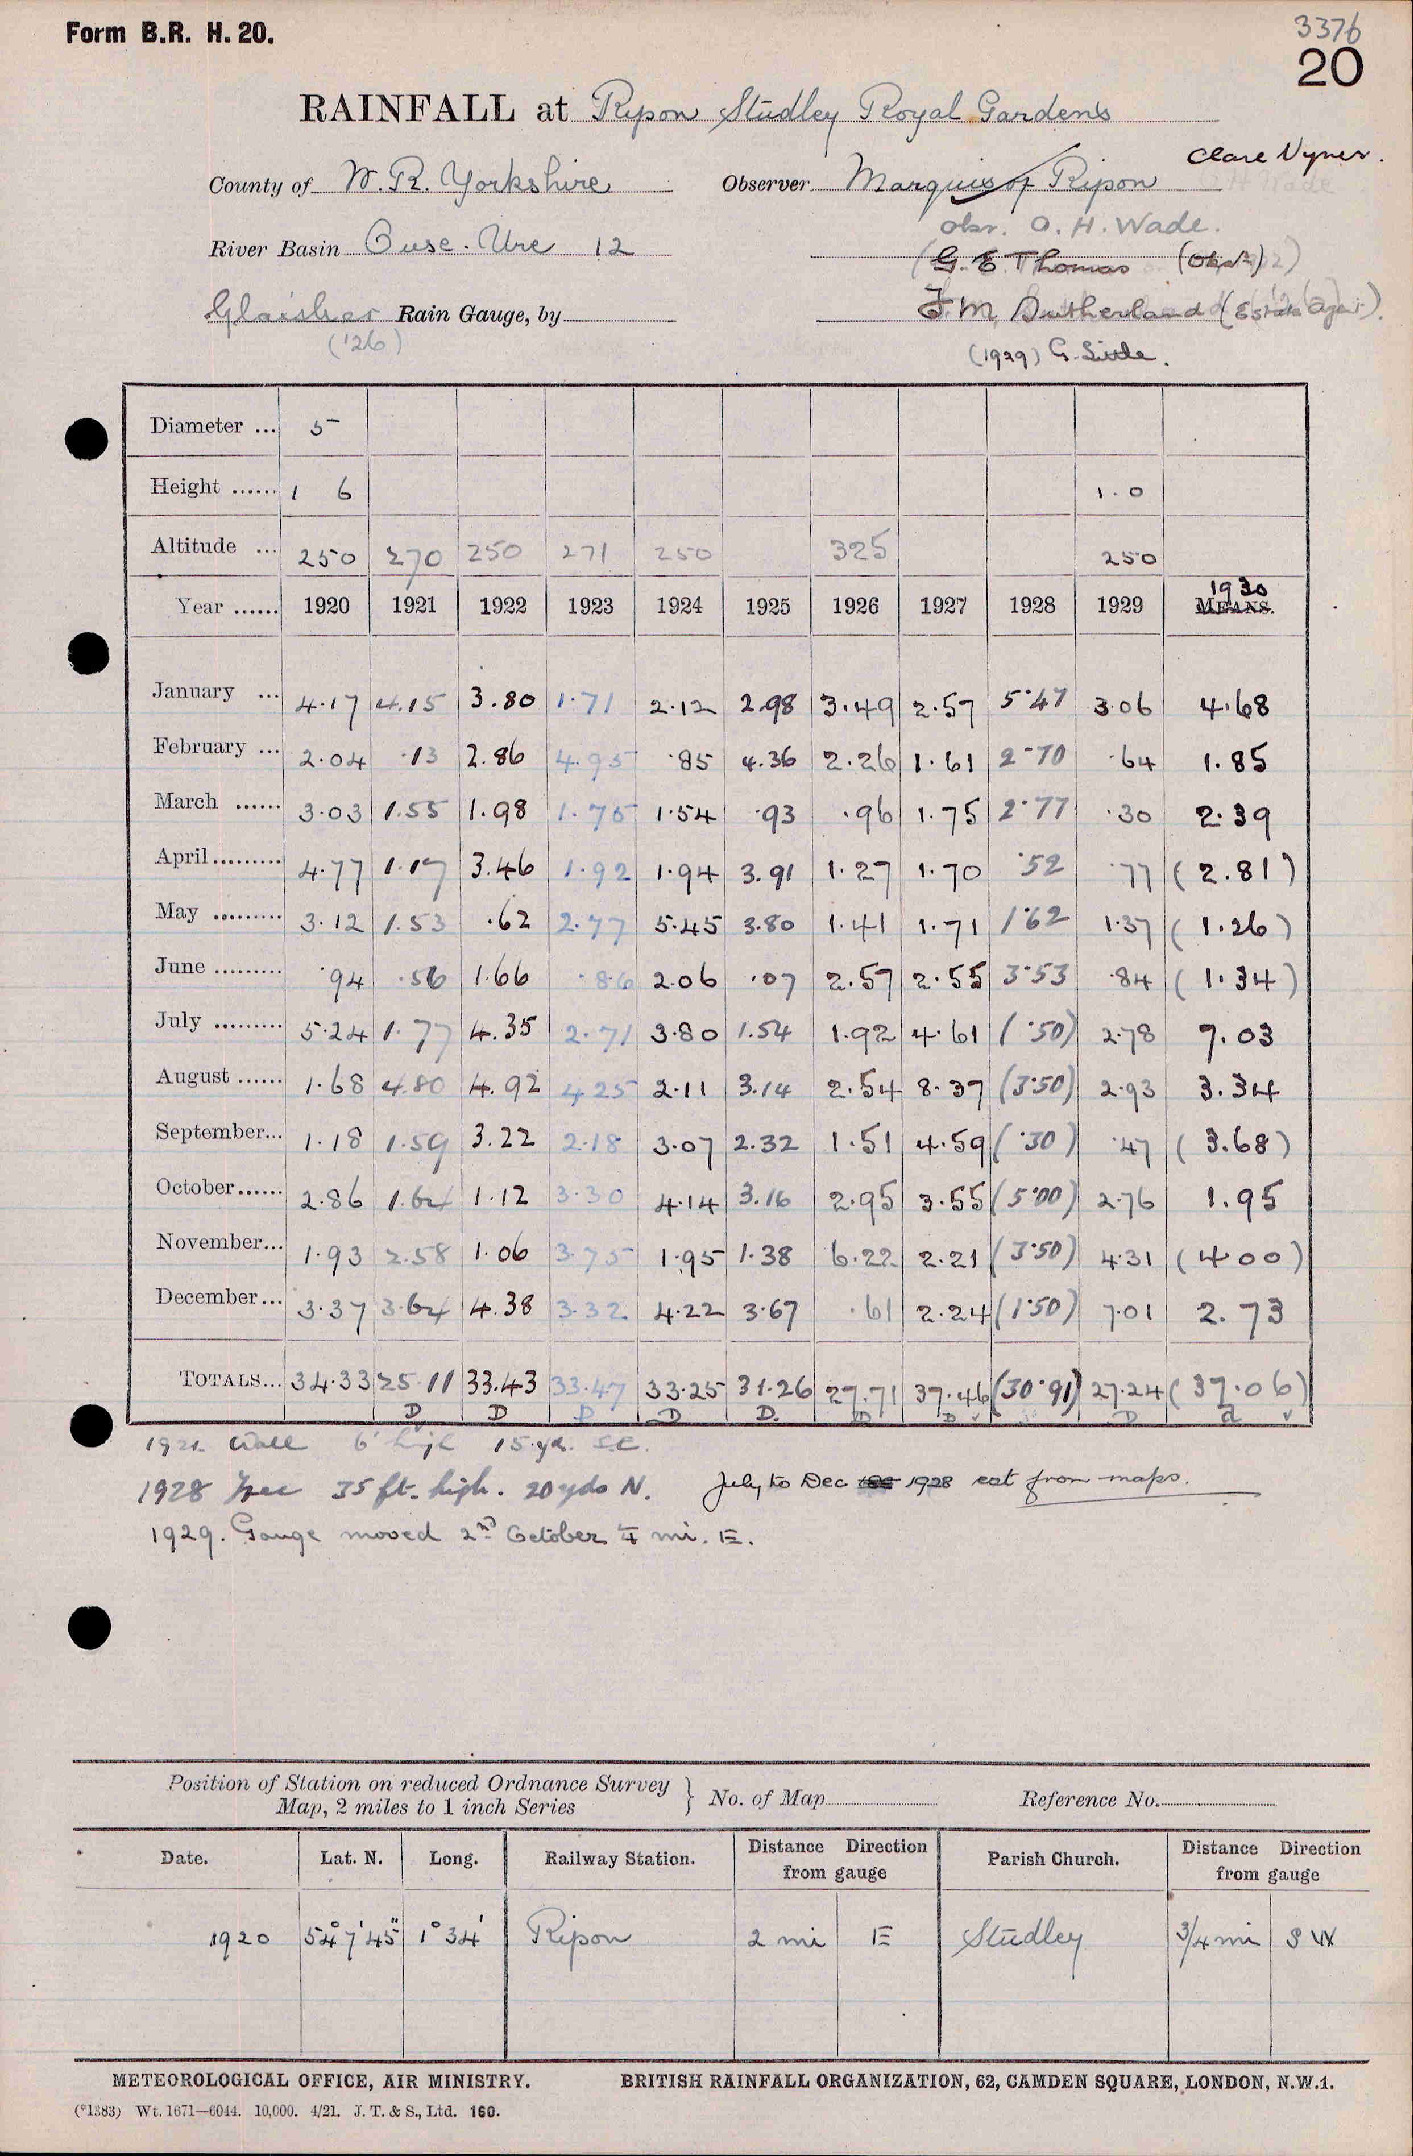 Form B.R. H. 20.
3376
20
RAINFALL at Ripon Studley Royal Gardens
Clare Vyner.
County of W. R. Yorkshire Observer Marquis of Ripon
obsr. A. H. Wade.
River Basin Ouse. Ure 12
G. E Thomas (Obsr)
Glaisher Rain Gauge, by
F. M. Sutherland (Estate Agent).
('26)
(1929) G. Little.
Diameter ... 5
Height ...... 1 6 1.0
Altitude ... 250 270 250 271 250 325 250
Year ...... 1920 1921 1922 1923 1924 1925 1926 1927 1928 1929 1930 MEANS.
January ... 4.17 4.15 3.80 1.71 2.12 2.98 3.49 2.57 5.47 3.06 4.68
February ... 2.04 .13 2.86 4.95 .85 4.36 2.26 1.61 2.70 .64 1.85
March ...... 3.03 1.55 1.98 1.75 1.54 .93 .96 1.75 2.77 .30 2.39
April......... 4.77 1.17 3.46 1.92 1.94 3.91 1.27 1.70 .52 .77 (2.81)
May ......... 3.12 1.53 .62 2.77 5.45 3.80 1.41 1.71 1.62 1.37 (1.26)
June ......... .94 .56 1.66 .86 2.06 .07 2.57 2.55 3.53 .84 (1.34)
July ......... 5.24 1.77 4.35 2.71 3.80 1.54 1.92 4.61 (.50) 2.78 7.03
August ...... 1.68 4.80 4.92 4.25 2.11 3.14 2.54 8.37 (3.50) 2.93 3.34
September... 1.18 1.59 3.22 2.18 3.07 2.32 1.51 4.59 (.30) .47 (3.68)
October...... 2.86 1.64 1.12 3.30 4.14 3.16 2.95 3.55 (5.00) 2.76 1.95
November... 1.93 2.58 1.06 3.75 1.95 1.38 6.22 2.21 (3.50) 4.31 (4.00)
December... 3.37 3.64 4.38 3.32 4.22 3.67 .61 2.24 (1.50) 7.01 2.73
TOTALS... 34.33 25.11 33.43 33.47 33.25 31.26 27.71 37.46 (30.91) 27.24 (37.06)
D D D D D. D D v D d v
1921 Wall 6' high 15 yd. S.E.
1928 Tree 35 ft. high. 20 yds N. July to Dec 1928 est from maps.
1929. Gauge moved 2nd October ¼ mi. E.
Position of Station on reduced Ordnance Survey
Map, 2 miles to 1 inch Series } No. of Map Reference No.
Date. Lat. N. Long. Railway Station. Distance Direction from gauge Parish Church. Distance Direction from gauge
1920 54° 7' 45" 1° 34' Ripon 2 mi E Studley 3/4 mi SW
METEOROLOGICAL OFFICE, AIR MINISTRY. BRITISH RAINFALL ORGANIZATION, 62, CAMDEN SQUARE, LONDON, N.W.1.
(*1383) Wt. 1671—6044. 10,000. 4/21. J. T. & S., Ltd. 160.